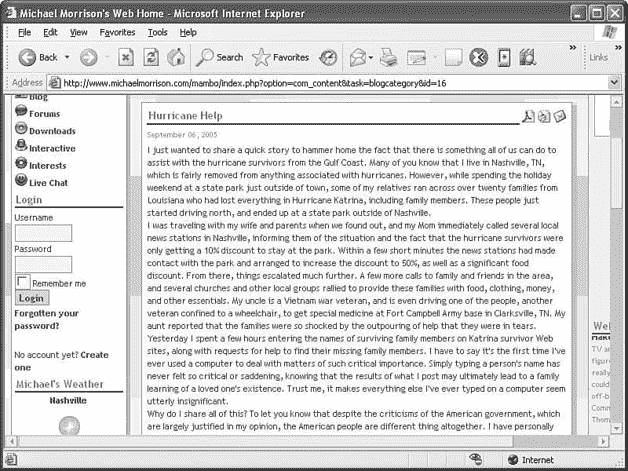 Michael Morrison's Web Home - Microsoft Internet Explorer
File Edit View Favorites Tools Help
Back Search Favorites Links
Address http://www.michaelmorrison.com/mambo/index.php?option=com_content&task=blogcategory&id=16
Blog
Forums
Downloads
Interactive
Interests
Live Chat
Login
Username
Password
Remember me
Login
Forgotten your
password?
No account yet? Create
one
Michael's Weather
Nashville
Hurricane Help
September 06, 2005
I just wanted to share a quick story to hammer home the fact that there is something all of us can do to
assist with the hurricane survivors from the Gulf Coast. Many of you know that I live in Nashville, TN,
which is fairly removed from anything associated with hurricanes. However, while spending the holiday
weekend at a state park just outside of town, some of my relatives ran across over twenty families from
Louisiana who had lost everything in Hurricane Katrina, including family members. These people just
started driving north, and ended up at a state park outside of Nashville.
I was traveling with my wife and parents when we found out, and my Mom immediately called several local
news stations in Nashville, informing them of the situation and the fact that the hurricane survivors were
only getting a 10% discount to stay at the park. Within a few short minutes the news stations had made
contact with the park and arranged to increase the discount to 50%, as well as a significant food
discount. From there, things escalated much further. A few more calls to family and friends in the area,
and several churches and other local groups rallied to provide these families with food, clothing, money,
and other essentials. My uncle is a Vietnam war veteran, and is even driving one of the people, another
veteran confined to a wheelchair, to get special medicine at Fort Campbell Army base in Clarksville, TN. My
aunt reported that the families were so shocked by the outpouring of help that they were in tears.
Yesterday I spent a few hours entering the names of surviving family members on Katrina survivor Web
sites, along with requests for help to find their missing family members. I have to say it's the first time I've
ever used a computer to deal with matters of such critical importance. Simply typing a person's name has
never felt so critical or saddening, knowing that the results of what I post may ultimately lead to a family
learning of a loved one's existence. Trust me, it makes everything else I've ever typed on a computer seem
utterly insignificant.
Why do I share all of this? To let you know that despite the criticisms of the American government, which
are largely justified in my opinion, the American people are different thing altogether. I have personally
Web
TV an
figure
really
could
off-b
Comm
Thom
Internet